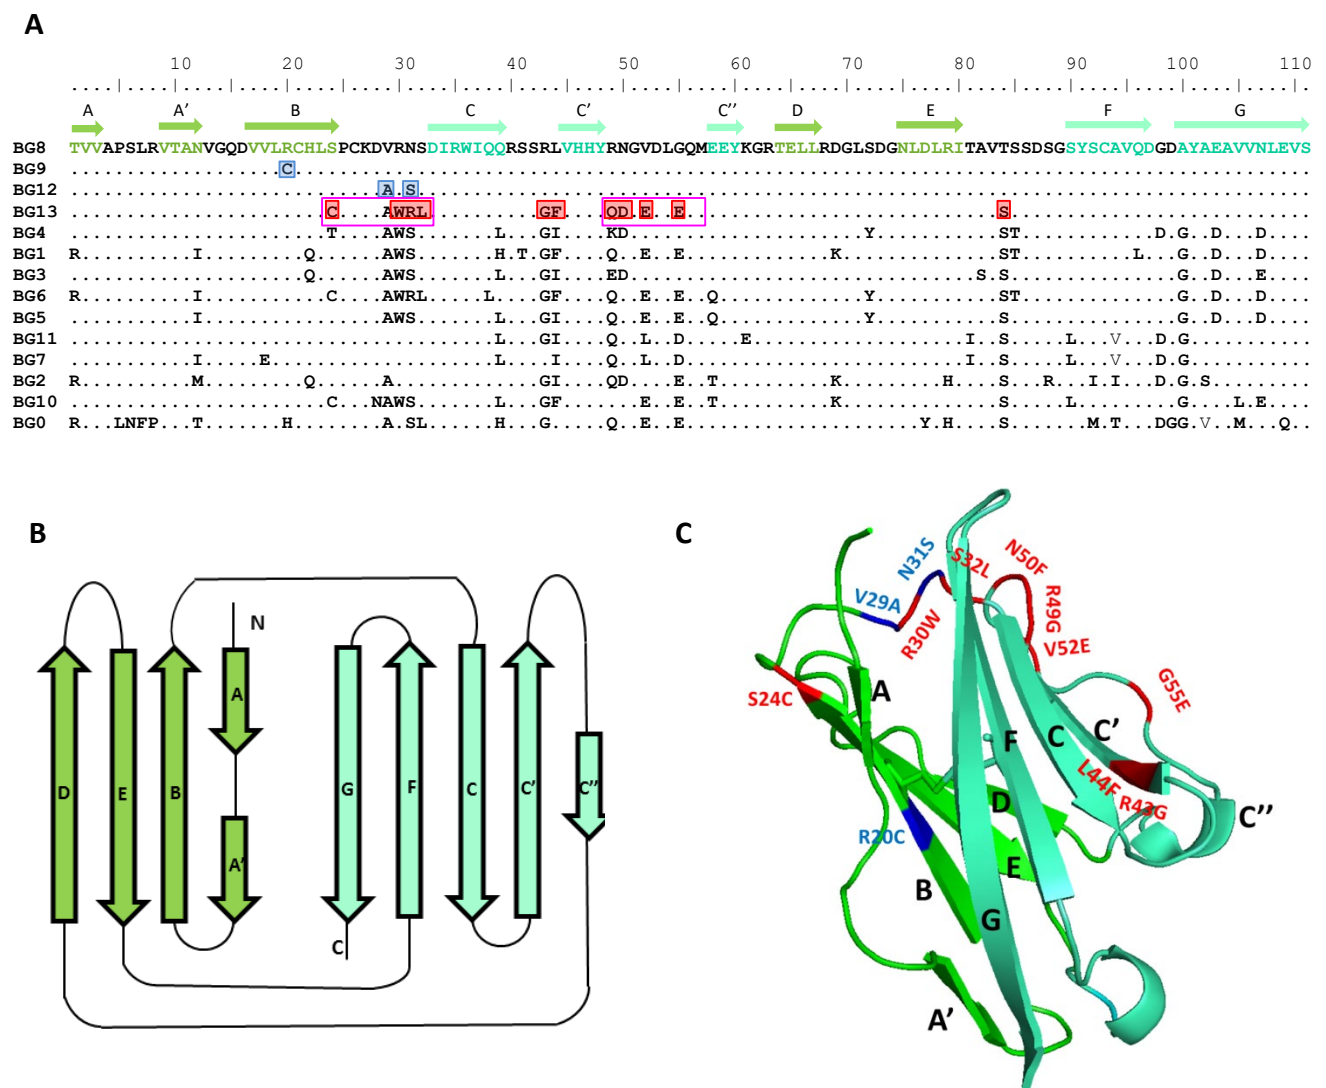 A
10 20 30 40 50 60 70 80 90 100 110
A A' B C C' C'' D E F G
BG8 TVVAPSLRVTANVGQDVVLRCHLSPCKDVRNSDIRWIQQRSSRLVHHYRNGVDLGQMEEYKGRTELLRDGLSDGNLDLRITAVTSSDSGSYSCAVQDGDAYAEAVVNLEVS
BG9 ...................C...........................................................................................
BG12 ............................A.S................................................................................
BG13 .......................C....AWRL..........GF....QD.E..E............................S...........................
BG4 .......................T....AWS.......L...GI....KD.....................Y...........ST............D.G..D...D....
BG1 R..........I.........Q......AWS.......H.T.GF....Q..E..E.............K..............ST..........L...G..D...D....
BG3 .....................Q......AWS.......L...GI....ED...............................S.S...............G..D...E....
BG6 R..........I...........C....AWRL.....L....GF....Q..E..E..Q.............Y...........ST..............G..D...D....
BG5 ...........I................AWS.......L...GI....Q..E..E..Q.............Y...........S...............G..D...D....
BG11 ......................................L...GI....Q..L..D.....E...................I..S.....L...V...D.G...........
BG7 ...........I.....E....................L....I....Q..L..D.........................I..S.....L...V...D.G...........
BG2 R..........M.........Q......A.............GI....QD....E..T..........K.........H....S...R...I.I...D.G.S.........
BG10 .......................C...NAWS.......L...GF.......E..E..T..........K..............S.....L.........G....L.E....
BG0 R...LNFP...T.......H........A.SL......H...G.....Q..E..E.....................Y.H....S.......M.T...DGG.V..M...Q..
B
N
A
D E B G F C C' C''
A'
C
C
N31S
S32L
N50F
V29A
R30W
R49G
V52E
G55E
S24C
A
F
C
C'
L44F
R43G
C''
D
R20C
E
B
G
A'